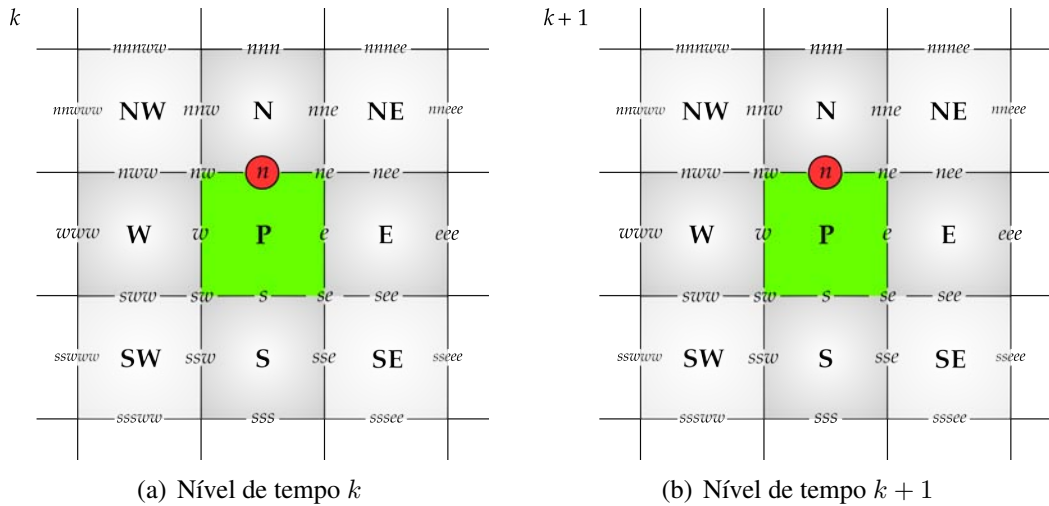 k k + 1
nnnww nnn nnnee nnnww nnn nnnee
nnwww NW nnw N nne NE nneee nnwww NW nnw N nne NE nneee
nww nw n ne nee nww nw n ne nee
www W w P e E eee www W w P e E eee
sww sw s se see sww sw s se see
sswww SW ssw S sse SE sseee sswww SW ssw S sse SE sseee
sssww sss sssee sssww sss sssee
(a) Nível de tempo k (b) Nível de tempo k + 1